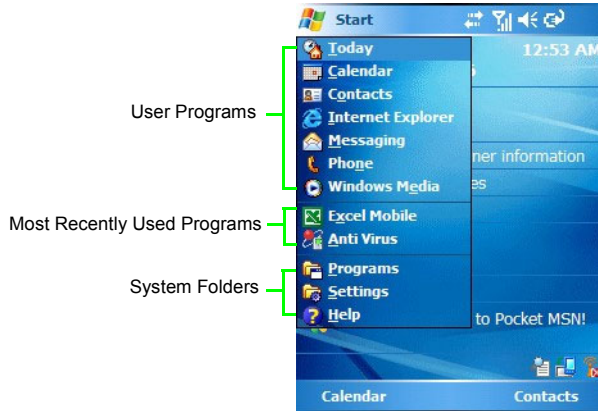 Start
Today
12:53 AM
Calendar
Contacts
User Programs
Internet Explorer
Messaging
Phone
ner information
Windows Media
es
Most Recently Used Programs
Excel Mobile
Anti Virus
Programs
System Folders
Settings
Help
to Pocket MSN!
Calendar
Contacts